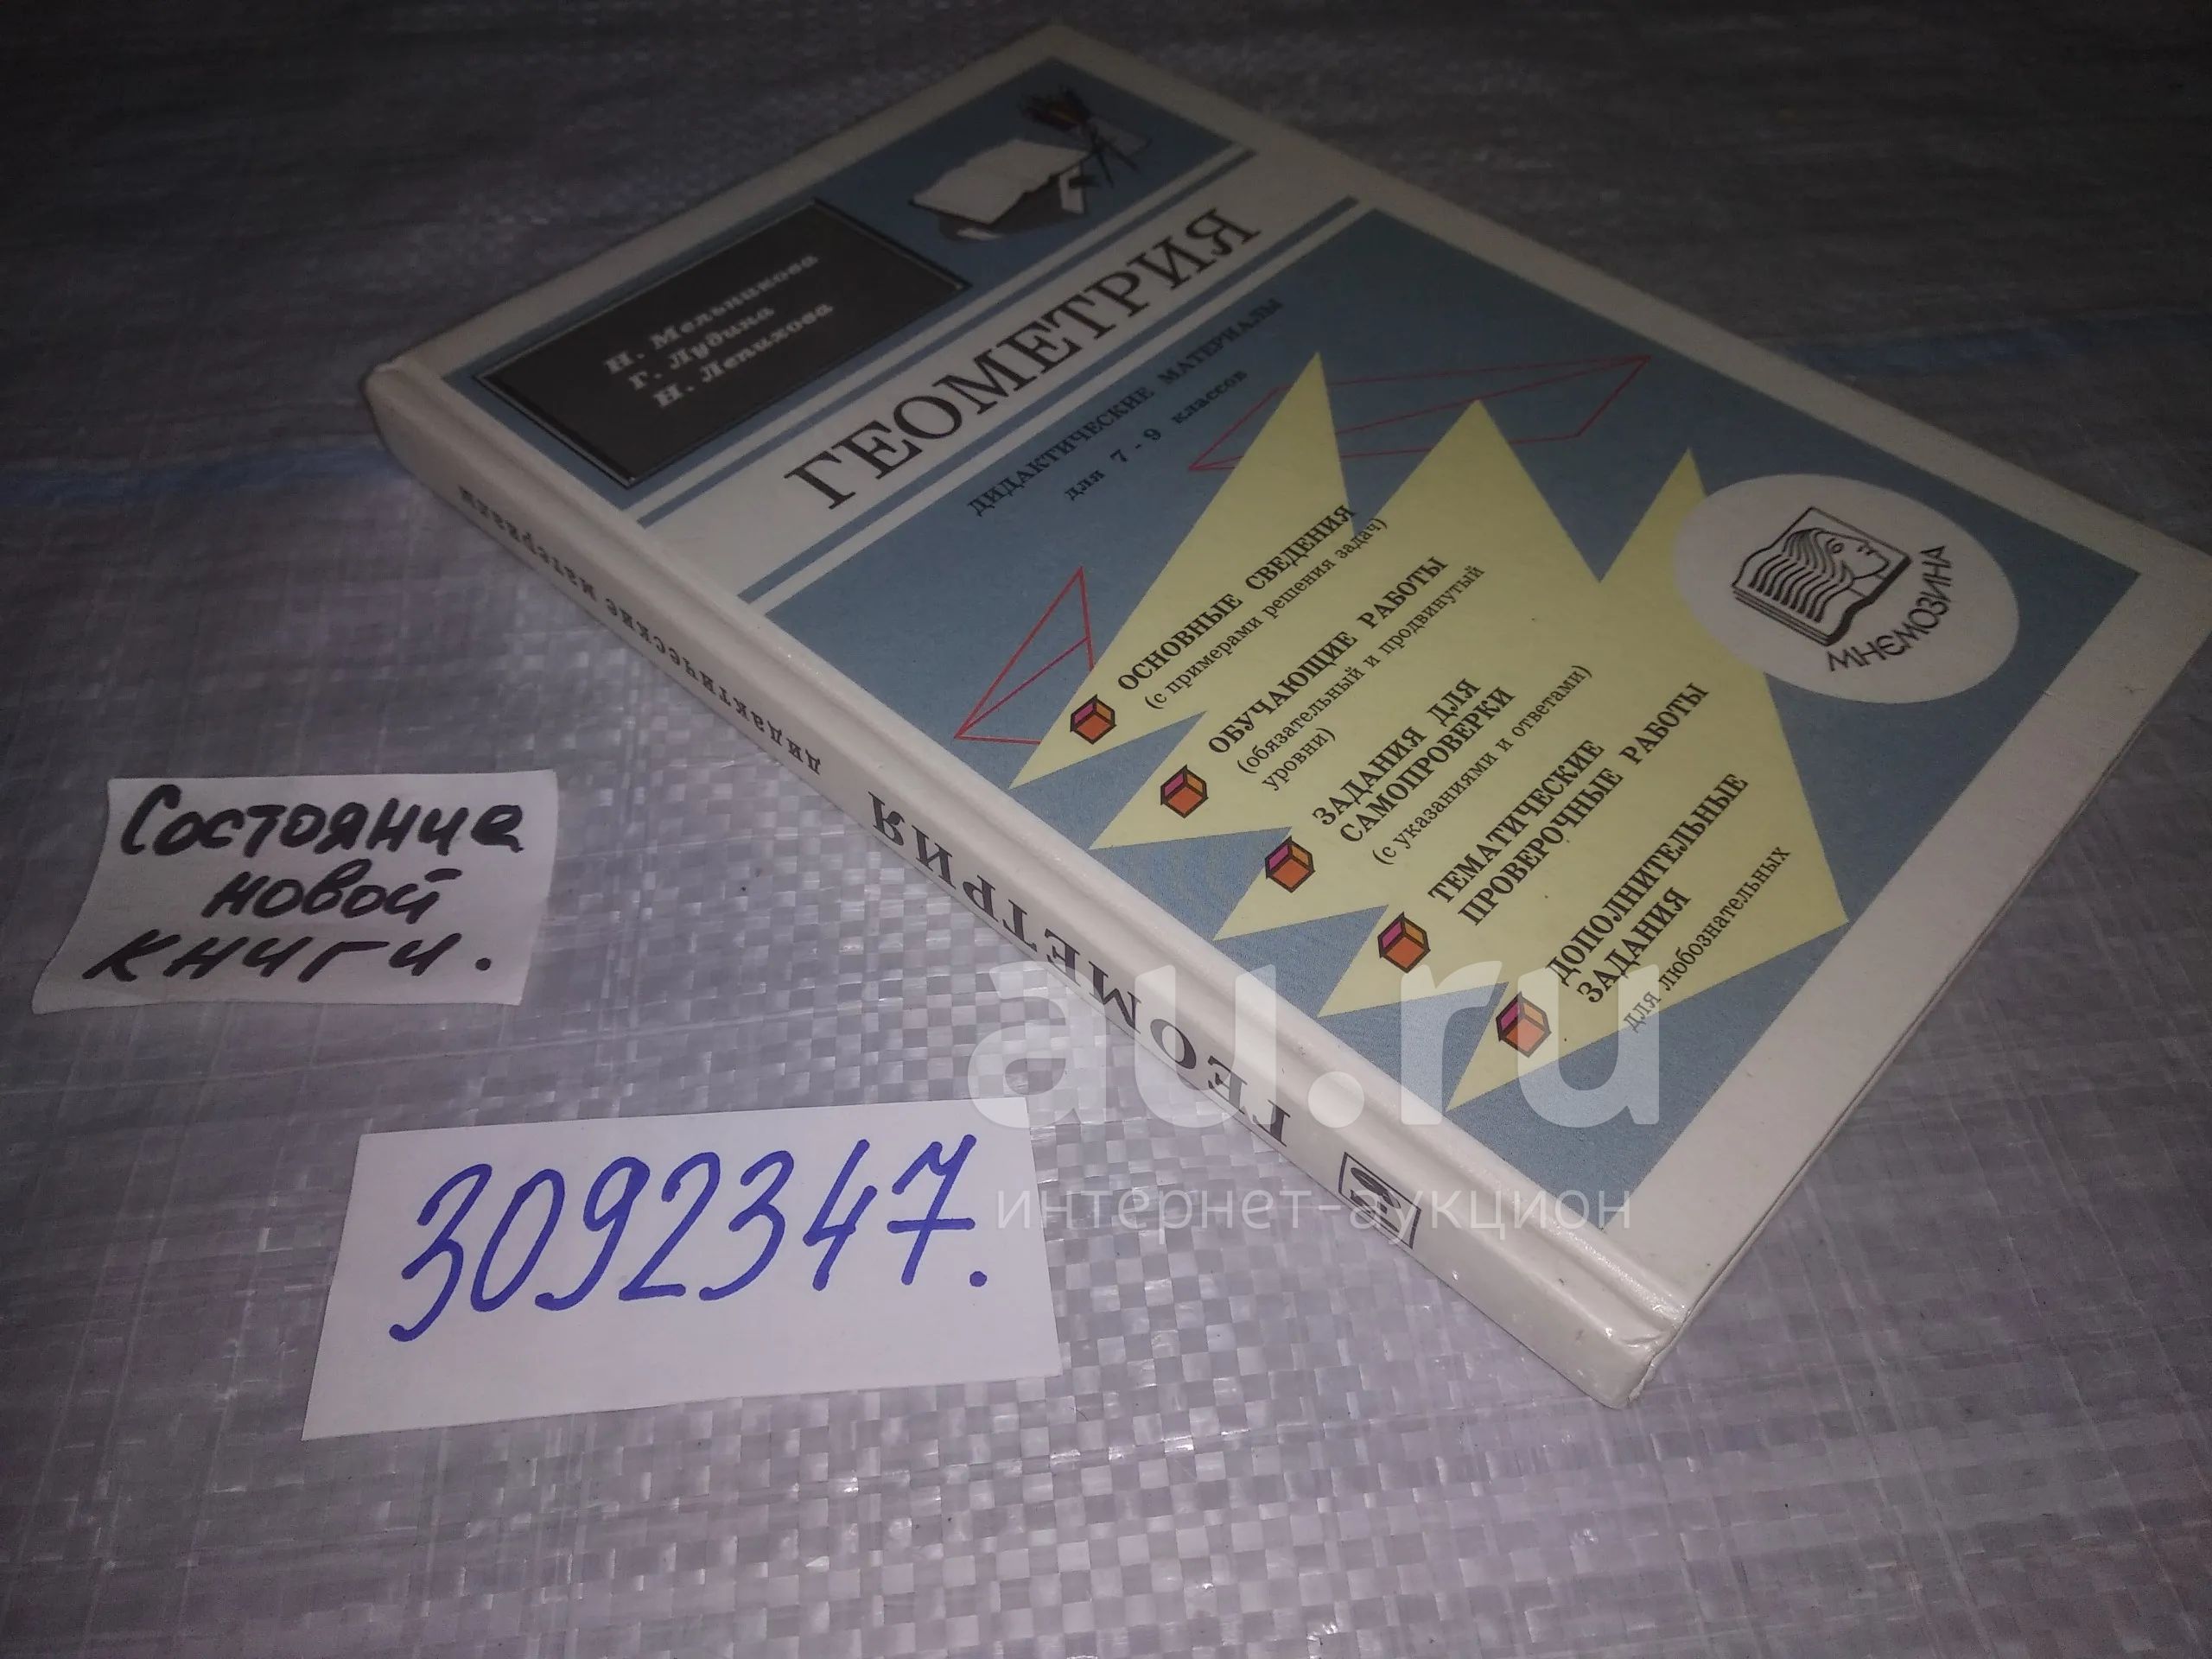 Н. Мельникова
Г. Лудина
Н. Лепихова
ГЕОМЕТРИЯ
ДИДАКТИЧЕСКИЕ МАТЕРИАЛЫ
для 7 - 9 классов
ОСНОВНЫЕ СВЕДЕНИЯ
(с примерами решения задач)
ОБУЧАЮЩИЕ РАБОТЫ
(обязательный и продвинутый
уровни)
ЗАДАНИЯ ДЛЯ
САМОПРОВЕРКИ
(с указаниями и ответами)
ТЕМАТИЧЕСКИЕ
ПРОВЕРОЧНЫЕ РАБОТЫ
ДОПОЛНИТЕЛЬНЫЕ
ЗАДАНИЯ
для любознательных
МНЕМОЗИНА
ГЕОМЕТРИЯ
дидактические материалы
Состояние
новой
книги.
3092347.
au.ru
интернет-аукцион